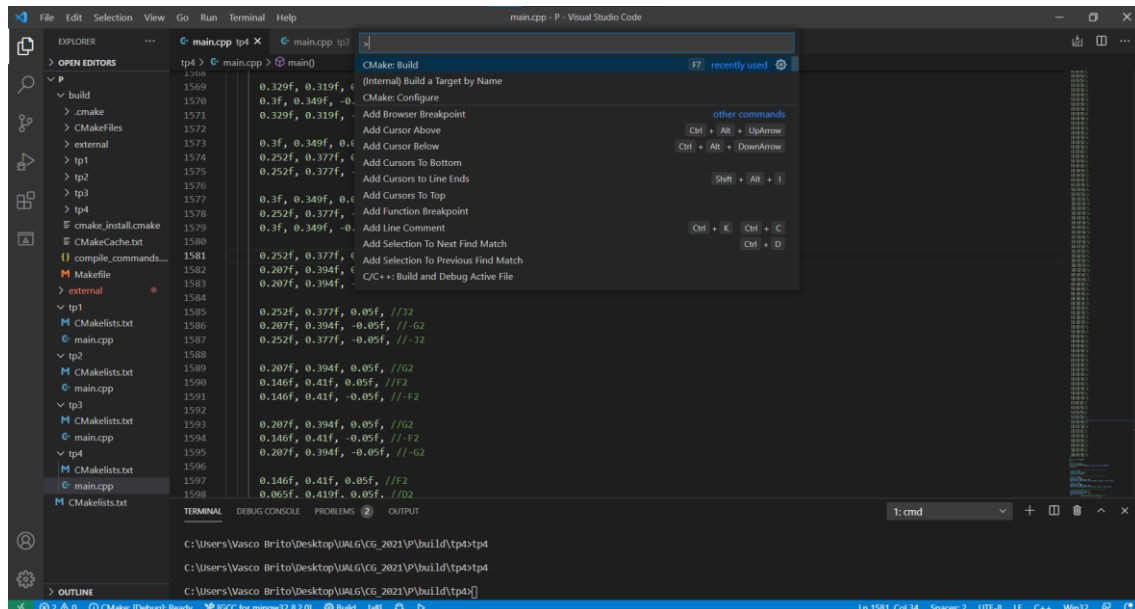 File Edit Selection View Go Run Terminal Help
main.cpp - P - Visual Studio Code
EXPLORER
OPEN EDITORS
P
build
.cmake
CMakeFiles
external
tp1
tp2
tp3
tp4
cmake_install.cmake
CMakeCache.txt
compile_commands....
Makefile
external
tp1
CMakelists.txt
main.cpp
tp2
CMakelists.txt
main.cpp
tp3
CMakelists.txt
main.cpp
tp4
CMakelists.txt
main.cpp
CMakelists.txt
OUTLINE
main.cpp tp4
main.cpp tp3
tp4 > main.cpp > main()
>
CMake: Build F7 recently used
(Internal) Build a Target by Name
CMake: Configure
Add Browser Breakpoint other commands
Add Cursor Above Ctrl + Alt + UpArrow
Add Cursor Below Ctrl + Alt + DownArrow
Add Cursors To Bottom
Add Cursors to Line Ends Shift + Alt + I
Add Cursors To Top
Add Function Breakpoint
Add Line Comment Ctrl + K Ctrl + C
Add Selection To Next Find Match Ctrl + D
Add Selection To Previous Find Match
C/C++: Build and Debug Active File
1568
1569 0.329f, 0.319f,
1570 0.3f, 0.349f, -0.
1571 0.329f, 0.319f, -
1572
1573 0.3f, 0.349f, 0.0
1574 0.252f, 0.377f,
1575 0.252f, 0.377f, -
1576
1577 0.3f, 0.349f, 0.0
1578 0.252f, 0.377f, -
1579 0.3f, 0.349f, -0.
1580
1581 0.252f, 0.377f,
1582 0.207f, 0.394f,
1583 0.207f, 0.394f, -
1584
1585 0.252f, 0.377f, 0.05f, //J2
1586 0.207f, 0.394f, -0.05f, //-G2
1587 0.252f, 0.377f, -0.05f, //-J2
1588
1589 0.207f, 0.394f, 0.05f, //G2
1590 0.146f, 0.41f, 0.05f, //F2
1591 0.146f, 0.41f, -0.05f, //-F2
1592
1593 0.207f, 0.394f, 0.05f, //G2
1594 0.146f, 0.41f, -0.05f, //-F2
1595 0.207f, 0.394f, -0.05f, //-G2
1596
1597 0.146f, 0.41f, 0.05f, //F2
1598 0.065f, 0.419f, 0.05f, //D2
TERMINAL DEBUG CONSOLE PROBLEMS 2 OUTPUT
1: cmd
C:\Users\Vasco Brito\Desktop\UALG\CG_2021\P\build\tp4>tp4
C:\Users\Vasco Brito\Desktop\UALG\CG_2021\P\build\tp4>tp4
C:\Users\Vasco Brito\Desktop\UALG\CG_2021\P\build\tp4>
2 0 CMake: [Debug]: Ready [GCC for mingw32 8.2.0] Build [all]
Ln 1581, Col 34 Spaces: 2 UTF-8 LF C++ Win32